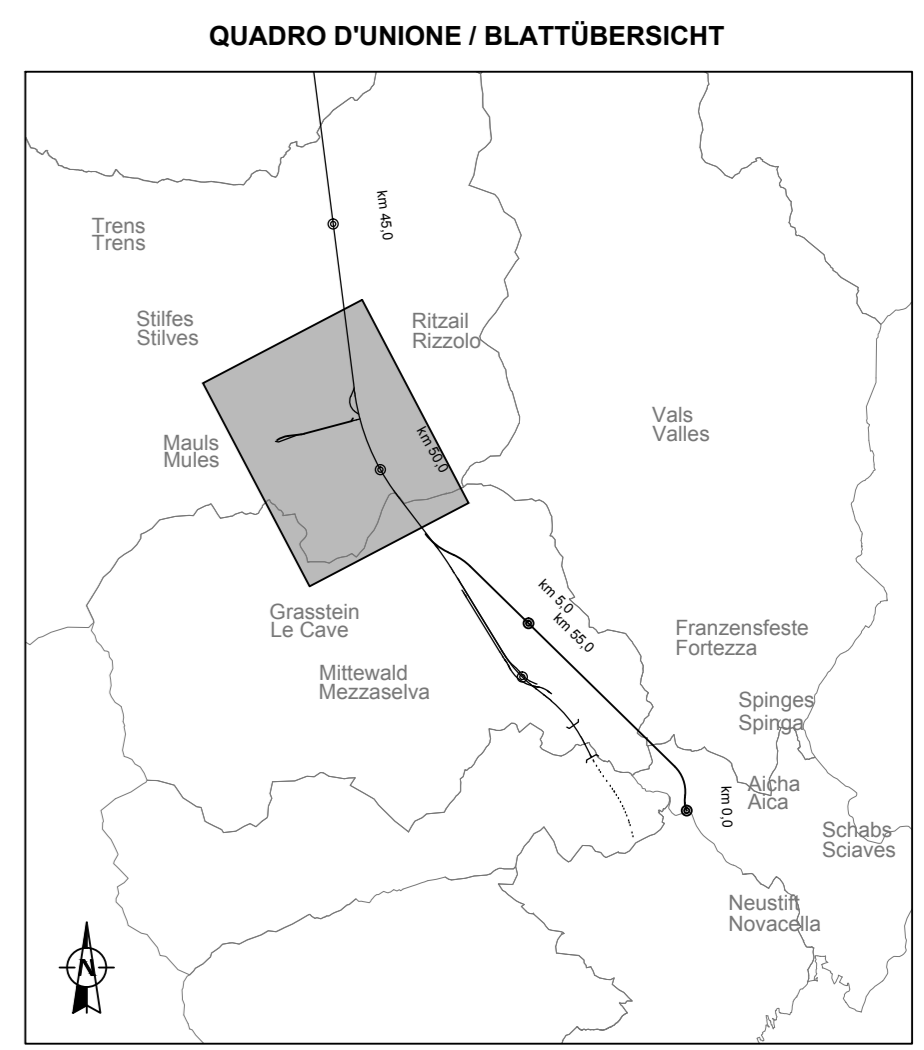 QUADRO D'UNIONE / BLATTÜBERSICHT
km 45,0
Trens
Trens
Stilfes
Stilves
Ritzail
Rizzolo
Vals
Valles
Mauls
Mules
km 50,0
km 5,0
km 55,0
Grasstein
Le Cave
Franzensfeste
Fortezza
Mittewald
Mezzaselva
Spinges
Spinga
Aicha
Aica
km 0,0
Schabs
Sciaves
Neustift
Novacella
N